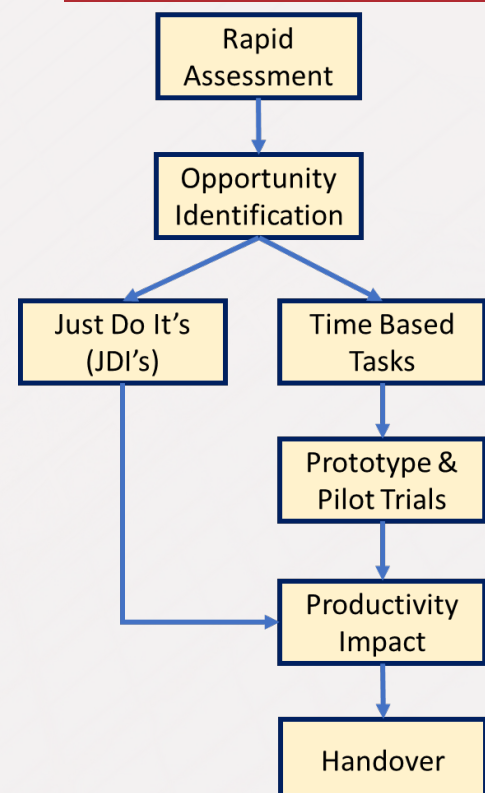 Rapid
Assessment
Opportunity
Identification
Just Do It’s
(JDI’s)
Time Based
Tasks
Prototype &
Pilot Trials
Productivity
Impact
Handover